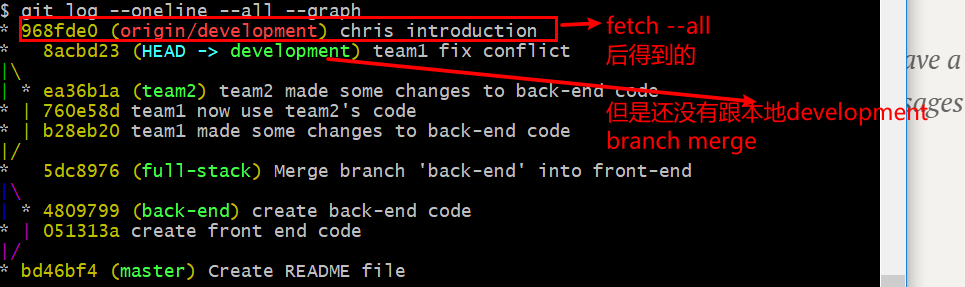 $ git log --oneline --all --graph
* 968fde0 (origin/development) chris introduction
*   8acbd23 (HEAD -> development) team1 fix conflict
|\
| * ea36b1a (team2) team2 made some changes to back-end code
* | 760e58d team1 now use team2's code
* | b28eb20 team1 made some changes to back-end code
|/
*   5dc8976 (full-stack) Merge branch 'back-end' into front-end
|\
| * 4809799 (back-end) create back-end code
* | 051313a create front end code
|/
* bd46bf4 (master) Create README file
fetch --all
后得到的
但是还没有跟本地development
branch merge
ave a
sages